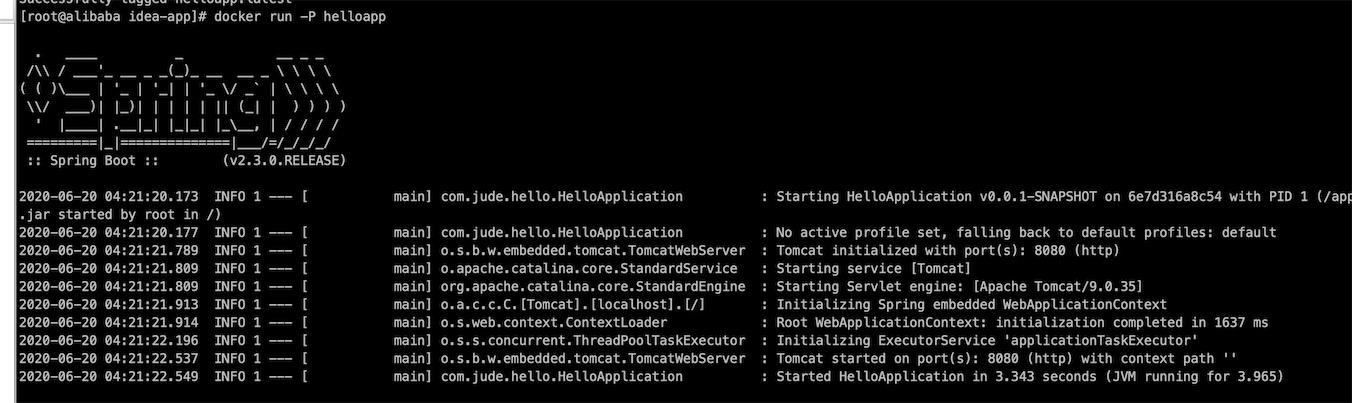 Successfully tagged helloapp:latest
[root@alibaba idea-app]# docker run -P helloapp
  .   ____          _            __ _ _
 /\\ / ___'_ __ _ _(_)_ __  __ _ \ \ \ \
( ( )\___ | '_ | '_| | '_ \/ _` | \ \ \ \
 \\/  ___)| |_)| | | | | || (_| |  ) ) ) )
  '  |____| .__|_| |_|_| |_\__, | / / / /
 =========|_|==============|___/=/_/_/_/
 :: Spring Boot ::        (v2.3.0.RELEASE)
2020-06-20 04:21:20.173  INFO 1 --- [           main] com.jude.hello.HelloApplication          : Starting HelloApplication v0.0.1-SNAPSHOT on 6e7d316a8c54 with PID 1 (/app
.jar started by root in /)
2020-06-20 04:21:20.177  INFO 1 --- [           main] com.jude.hello.HelloApplication          : No active profile set, falling back to default profiles: default
2020-06-20 04:21:21.789  INFO 1 --- [           main] o.s.b.w.embedded.tomcat.TomcatWebServer  : Tomcat initialized with port(s): 8080 (http)
2020-06-20 04:21:21.809  INFO 1 --- [           main] o.apache.catalina.core.StandardService   : Starting service [Tomcat]
2020-06-20 04:21:21.809  INFO 1 --- [           main] org.apache.catalina.core.StandardEngine  : Starting Servlet engine: [Apache Tomcat/9.0.35]
2020-06-20 04:21:21.913  INFO 1 --- [           main] o.a.c.c.C.[Tomcat].[localhost].[/]       : Initializing Spring embedded WebApplicationContext
2020-06-20 04:21:21.914  INFO 1 --- [           main] o.s.web.context.ContextLoader            : Root WebApplicationContext: initialization completed in 1637 ms
2020-06-20 04:21:22.196  INFO 1 --- [           main] o.s.s.concurrent.ThreadPoolTaskExecutor  : Initializing ExecutorService 'applicationTaskExecutor'
2020-06-20 04:21:22.537  INFO 1 --- [           main] o.s.b.w.embedded.tomcat.TomcatWebServer  : Tomcat started on port(s): 8080 (http) with context path ''
2020-06-20 04:21:22.549  INFO 1 --- [           main] com.jude.hello.HelloApplication          : Started HelloApplication in 3.343 seconds (JVM running for 3.965)